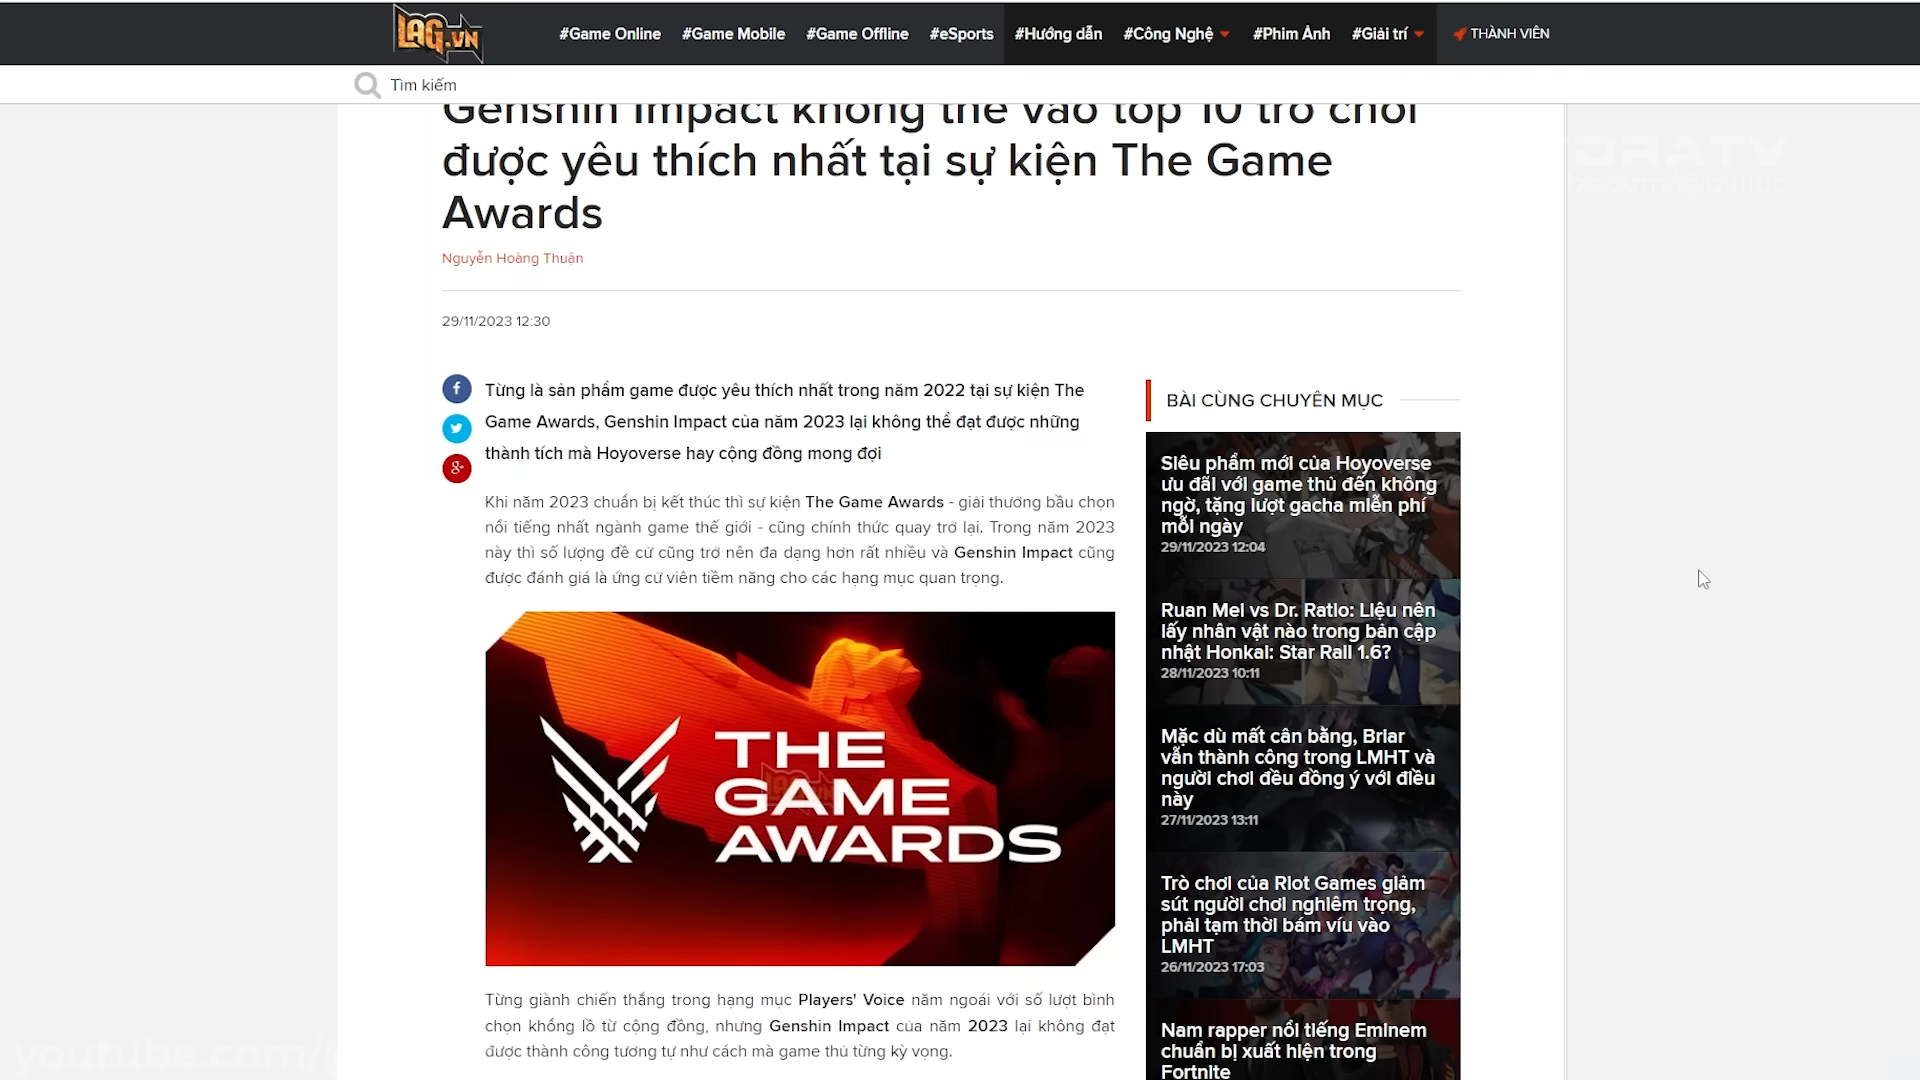 LAG.VN
#Game Online #Game Mobile #Game Offline #eSports #Hướng dẫn #Công Nghệ #Phim Ảnh #Giải trí THÀNH VIÊN
Tìm kiếm
Genshin Impact không thể vào top 10 trò chơi
được yêu thích nhất tại sự kiện The Game
Awards
Nguyễn Hoàng Thuận
29/11/2023 12:30
Từng là sản phẩm game được yêu thích nhất trong năm 2022 tại sự kiện The
Game Awards, Genshin Impact của năm 2023 lại không thể đạt được những
thành tích mà Hoyoverse hay cộng đồng mong đợi
Khi năm 2023 chuẩn bị kết thúc thì sự kiện The Game Awards - giải thưởng bầu chọn
nổi tiếng nhất ngành game thế giới - cũng chính thức quay trở lại. Trong năm 2023
này thì số lượng đề cử cũng trở nên đa dạng hơn rất nhiều và Genshin Impact cũng
được đánh giá là ứng cử viên tiềm năng cho các hạng mục quan trọng.
THE
GAME
AWARDS
Từng giành chiến thắng trong hạng mục Players' Voice năm ngoái với số lượt bình
chọn khổng lồ từ cộng đồng, nhưng Genshin Impact của năm 2023 lại không đạt
được thành công tương tự như cách mà game thủ từng kỳ vọng.
BÀI CÙNG CHUYÊN MỤC
Siêu phẩm mới của Hoyoverse
ưu đãi với game thủ đến không
ngờ, tặng lượt gacha miễn phí
mỗi ngày
29/11/2023 12:04
Ruan Mei vs Dr. Ratio: Liệu nên
lấy nhân vật nào trong bản cập
nhật Honkai: Star Rail 1.6?
28/11/2023 10:11
Mặc dù mất cân bằng, Briar
vẫn thành công trong LMHT và
người chơi đều đồng ý với điều
này
27/11/2023 13:11
Trò chơi của Riot Games giảm
sút người chơi nghiêm trọng,
phải tạm thời bám víu vào
LMHT
26/11/2023 17:03
Nam rapper nổi tiếng Eminem
chuẩn bị xuất hiện trong
Fortnite
youtube.com/